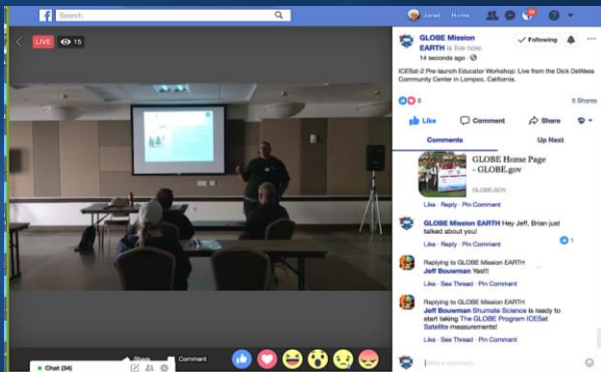 Search
Janet Home
LIVE 15
GLOBE Mission
EARTH is live now.
14 seconds ago
Following
ICESat-2 Pre-launch Educator Workshop: Live from the Dick DeWees
Community Center in Lompoc, California.
8
5 Shares
Like Comment Share
Comments Up Next
GLOBE Home Page
- GLOBE.gov
GLOBE.GOV
Like · Reply · Pin Comment
GLOBE Mission EARTH Hey Jeff, Brian just
talked about you!
Like · Reply · Pin Comment 1
Replying to GLOBE Mission EARTH
Jeff Bouwman Yes!!!
Like · See Thread · Pin Comment
Replying to GLOBE Mission EARTH
Jeff Bouwman Shumate Science is ready to
start taking The GLOBE Program ICESat
Satellite measurements!
Like · See Thread · Pin Comment
Write a comment...
Share Comment
Chat (34)